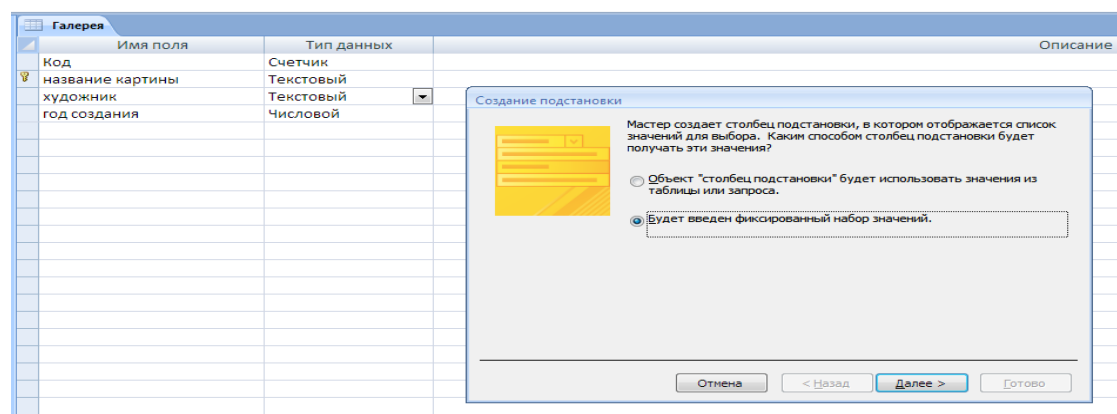 Галерея
Имя поля Тип данных Описание
Код Счетчик
название картины Текстовый
художник Текстовый
год создания Числовой
Создание подстановки
Мастер создает столбец подстановки, в котором отображается список
значений для выбора. Каким способом столбец подстановки будет
получать эти значения?
Объект "столбец подстановки" будет использовать значения из
таблицы или запроса.
Будет введен фиксированный набор значений.
Отмена < Назад Далее > Готово